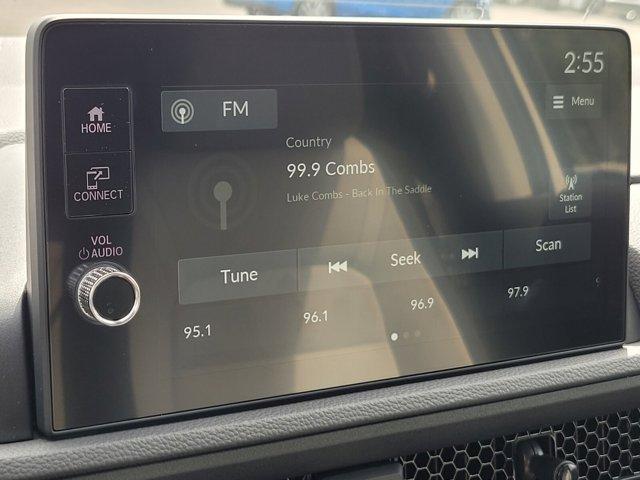 2:55
HOME
FM
Menu
Country
99.9 Combs
Luke Combs - Back In The Saddle
CONNECT
Station
List
VOL
AUDIO
Tune
Seek
Scan
95.1
96.1
96.9
97.9